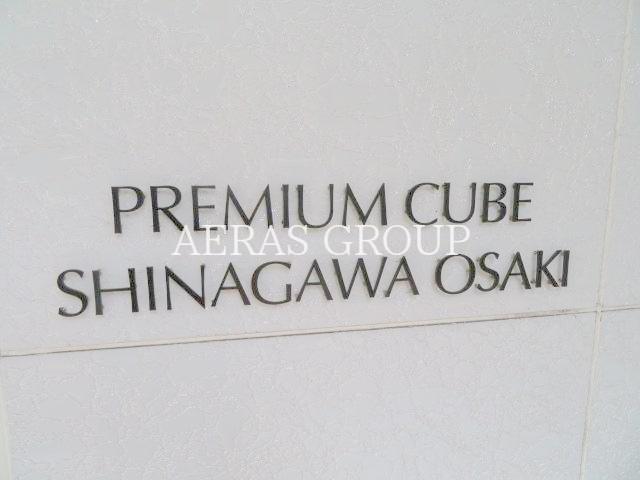 PREMIUM CUBE
AERAS GROUP
SHINAGAWA OSAKI